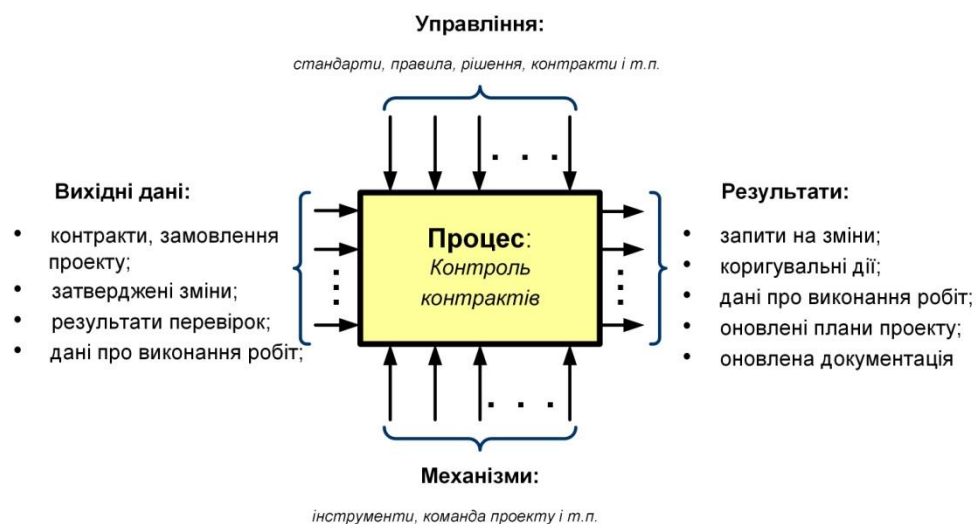 Управління:
стандарти, правила, рішення, контракти і т.п.
Вихідні дані:
• контракти, замовлення
проекту;
• затверджені зміни;
• результати перевірок;
• дані про виконання робіт;
Процес:
Контроль
контрактів
Результати:
• запити на зміни;
• коригувальні дії;
• дані про виконання робіт;
• оновлені плани проекту;
• оновлена документація
Механізми:
інструменти, команда проекту і т.п.